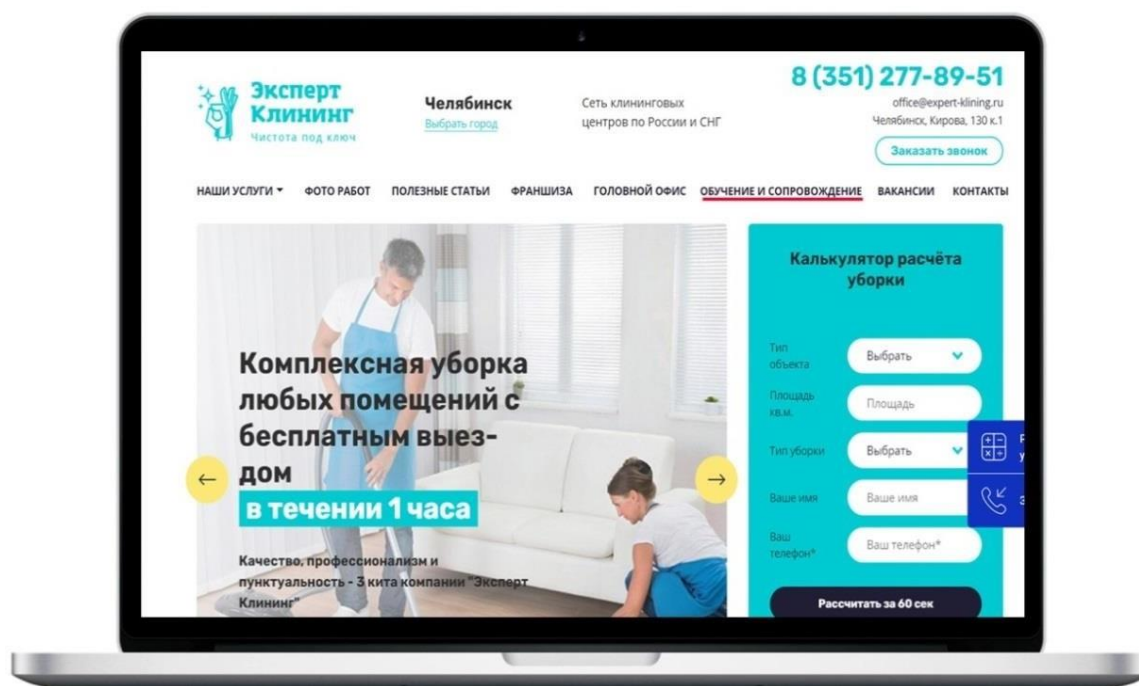 Эксперт
Клининг
Чистота под ключ
Челябинск
Выбрать город
Сеть клининговых
центров по России и СНГ
8 (351) 277-89-51
office@expert-klining.ru
Челябинск, Кирова, 130 к.1
Заказать звонок
НАШИ УСЛУГИ
ФОТО РАБОТ
ПОЛЕЗНЫЕ СТАТЬИ
ФРАНШИЗА
ГОЛОВНОЙ ОФИС
ОБУЧЕНИЕ И СОПРОВОЖДЕНИЕ
ВАКАНСИИ
КОНТАКТЫ
Комплексная уборка
любых помещений с
бесплатным выез-
дом
в течении 1 часа
Качество, профессионализм и
пунктуальность - 3 кита компании "Эксперт
Клининг"
Калькулятор расчёта
уборки
Тип
объекта
Выбрать
Площадь
кв.м.
Площадь
Тип уборки
Выбрать
Ваше имя
Ваше имя
Ваш
телефон*
Ваш телефон*
Рассчитать за 60 сек